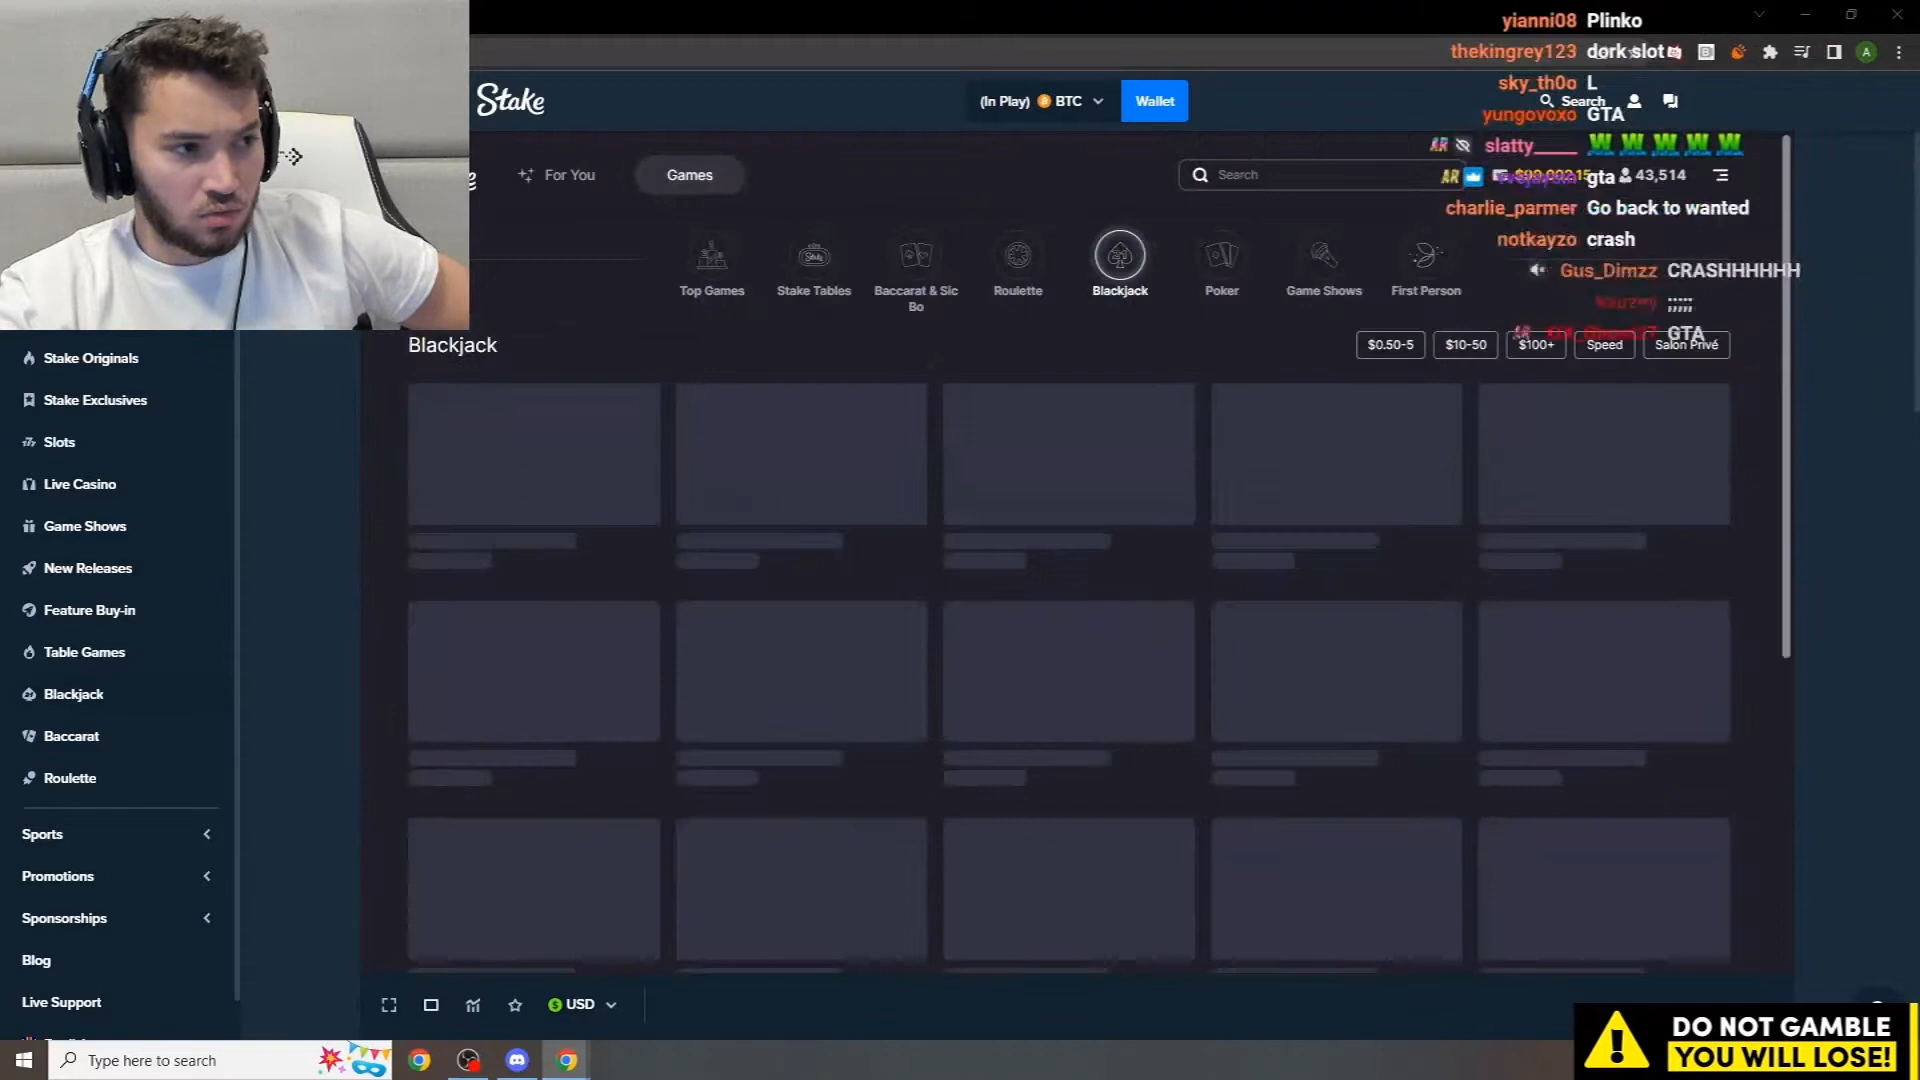 yianni08 Plinko
thekingrey123 dork slot
sky_th0o L
yungovoxo GTA
slatty_____ W W W W W
gta
charlie_parmer Go back to wanted
notkayzo crash
Gus_Dimzz CRASHHHHHH
;;;;;
GTA
Stake
(In Play) BTC
Wallet
Search
For You
Games
Search
43,514
Top Games
Stake Tables
Baccarat & Sic
Bo
Roulette
Blackjack
Poker
Game Shows
First Person
Blackjack
$0.50-5
$10-50
$100+
Speed
Salon Privé
Stake Originals
Stake Exclusives
Slots
Live Casino
Game Shows
New Releases
Feature Buy-in
Table Games
Blackjack
Baccarat
Roulette
Sports
Promotions
Sponsorships
Blog
Live Support
USD
Type here to search
DO NOT GAMBLE
YOU WILL LOSE!